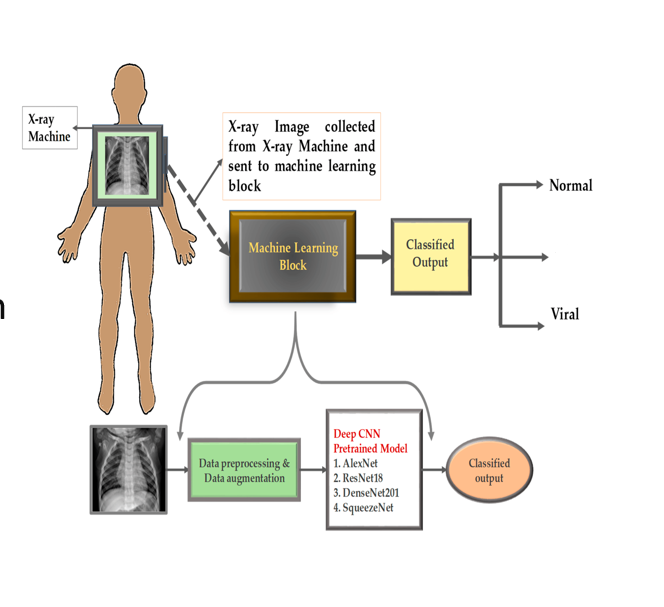 X-ray
Machine
X-ray Image collected
from X-ray Machine and
sent to machine learning
block
Machine Learning
Block
Classified
Output
Normal
Viral
Data preprocessing &
Data augmentation
Deep CNN
Pretrained Model
1. AlexNet
2. ResNet18
3. DenseNet201
4. SqueezeNet
Classified
output